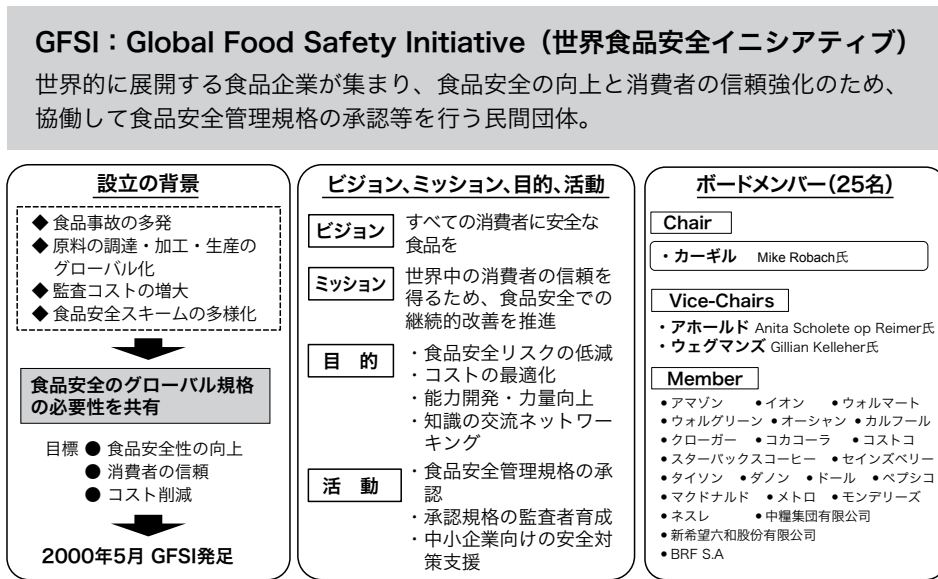 GFSI：Global Food Safety Initiative（世界食品安全イニシアティブ）
世界的に展開する食品企業が集まり、食品安全の向上と消費者の信頼強化のため、
協働して食品安全管理規格の承認等を行う民間団体。
設立の背景
◆ 食品事故の多発
◆ 原料の調達・加工・生産の
グローバル化
◆ 監査コストの増大
◆ 食品安全スキームの多様化
食品安全のグローバル規格
の必要性を共有
目標 ● 食品安全性の向上
● 消費者の信頼
● コスト削減
2000年5月 GFSI発足
ビジョン、ミッション、目的、活動
ビジョン
すべての消費者に安全な
食品を
ミッション
世界中の消費者の信頼を
得るため、食品安全での
継続的改善を推進
目 的
・食品安全リスクの低減
・コストの最適化
・能力開発・力量向上
・知識の交流ネットワー
キング
活 動
・食品安全管理規格の承
認
・承認規格の監査者育成
・中小企業向けの安全対
策支援
ボードメンバー（25名）
Chair
・カーギル Mike Robach氏
Vice-Chairs
・アホールド Anita Scholete op Reimer氏
・ウェグマンズ Gillian Kelleher氏
Member
●アマゾン ●イオン ●ウォルマート
●ウォルグリーン ●オーシャン ●カルフール
●クローガー ●コカコーラ ●コストコ
●スターバックスコーヒー ●セインズベリー
●タイソン ●ダノン ●ドール ●ペプシコ
●マクドナルド ●メトロ ●モンデリーズ
●ネスレ ●中糧集団有限公司
●新希望六和股份有限公司
●BRF S.A